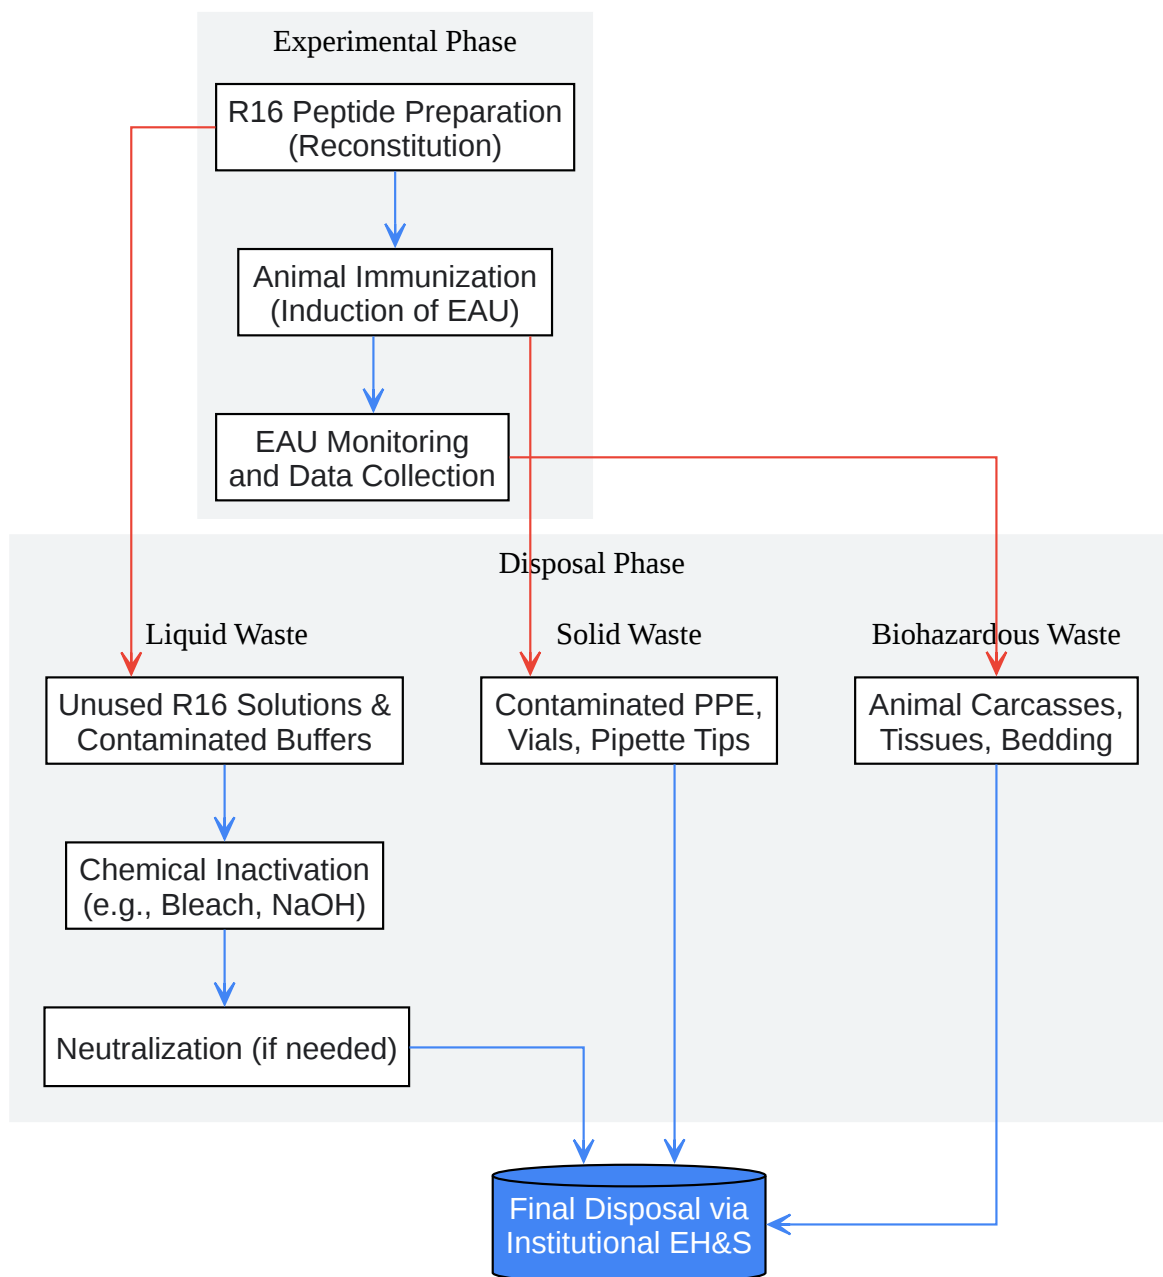 Experimental Phase
R16 Peptide Preparation
(Reconstitution)
Animal Immunization
(Induction of EAU)
EAU Monitoring
and Data Collection
Disposal Phase
Liquid Waste
Solid Waste
Biohazardous Waste
Unused R16 Solutions &
Contaminated Buffers
Contaminated PPE,
Vials, Pipette Tips
Animal Carcasses,
Tissues, Bedding
Chemical Inactivation
(e.g., Bleach, NaOH)
Neutralization (if needed)
Final Disposal via
Institutional EH&S